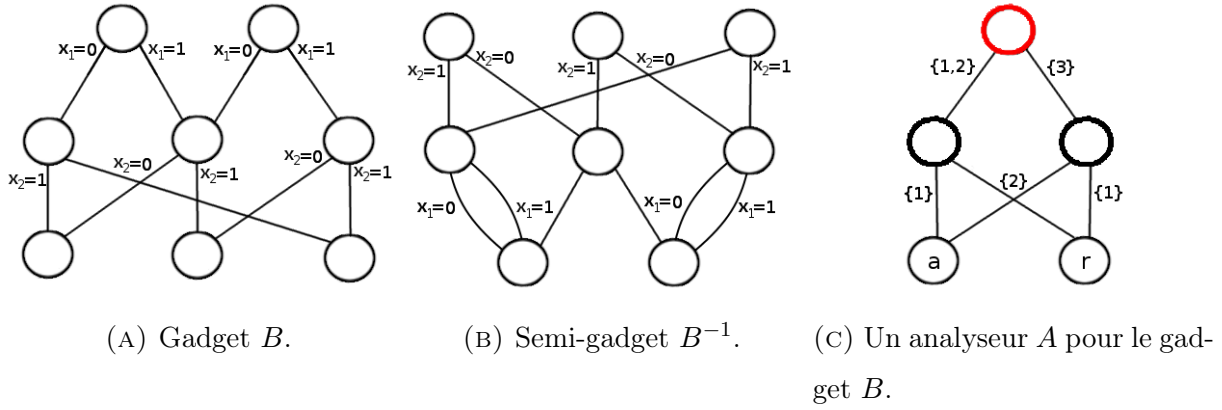 x₁=0 x₁=1 x₁=0 x₁=1
x₂=1 x₂=0 x₂=1 x₂=0 x₂=1
x₂=1 x₂=0 x₂=1 x₂=0 x₂=1
x₁=0 x₁=1 x₁=0 x₁=1
{1,2} {3}
{1} {2} {1}
a r
(A) Gadget B.
(B) Semi-gadget B⁻¹.
(C) Un analyseur A pour le gad-
get B.